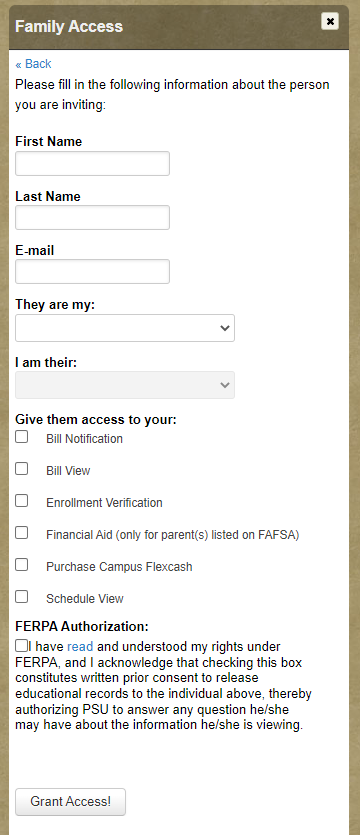 Family Access
« Back
Please fill in the following information about the person
you are inviting:
First Name
Last Name
E-mail
They are my:
I am their:
Give them access to your:
Bill Notification
Bill View
Enrollment Verification
Financial Aid (only for parent(s) listed on FAFSA)
Purchase Campus Flexcash
Schedule View
FERPA Authorization:
I have read and understood my rights under
FERPA, and I acknowledge that checking this box
constitutes written prior consent to release
educational records to the individual above, thereby
authorizing PSU to answer any question he/she
may have about the information he/she is viewing.
Grant Access!